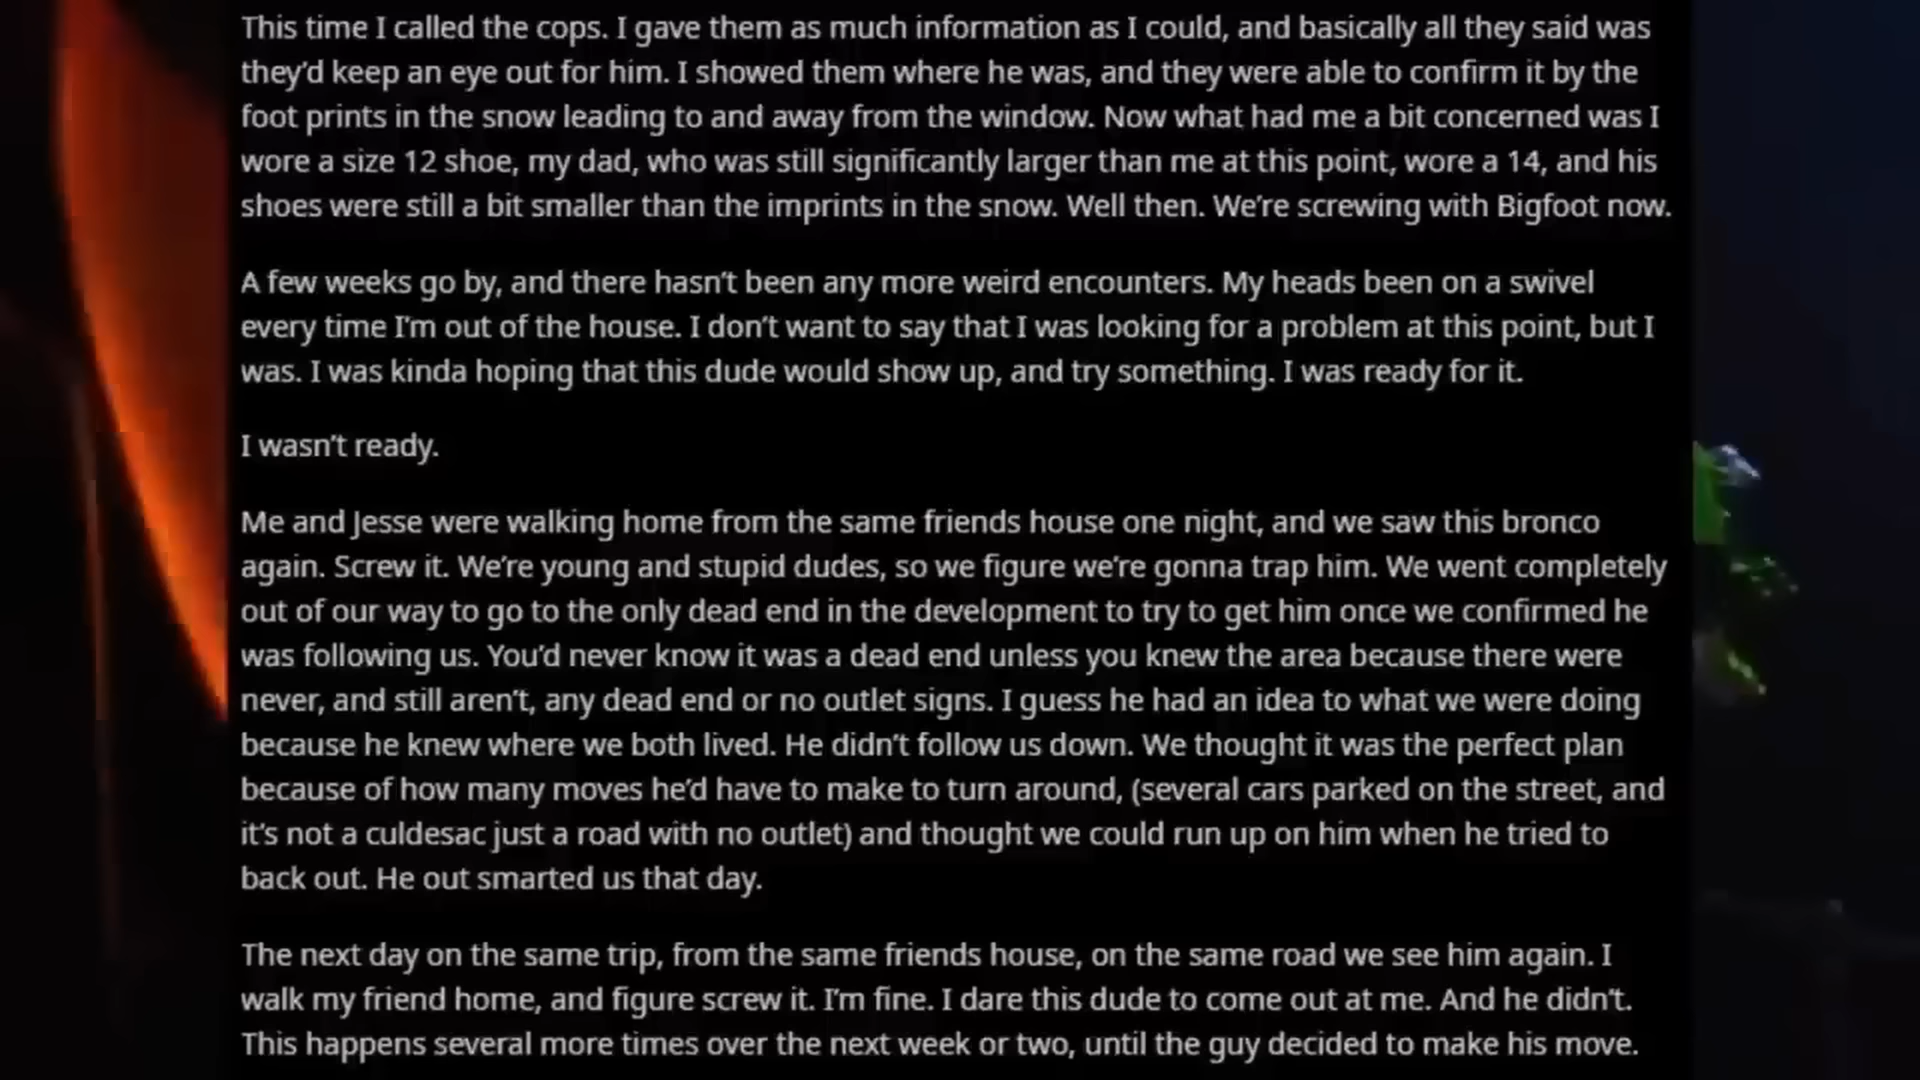 This time I called the cops. I gave them as much information as I could, and basically all they said was
they'd keep an eye out for him. I showed them where he was, and they were able to confirm it by the
foot prints in the snow leading to and away from the window. Now what had me a bit concerned was I
wore a size 12 shoe, my dad, who was still significantly larger than me at this point, wore a 14, and his
shoes were still a bit smaller than the imprints in the snow. Well then. We're screwing with Bigfoot now.
A few weeks go by, and there hasn't been any more weird encounters. My heads been on a swivel
every time I'm out of the house. I don't want to say that I was looking for a problem at this point, but I
was. I was kinda hoping that this dude would show up, and try something. I was ready for it.
I wasn't ready.
Me and Jesse were walking home from the same friends house one night, and we saw this bronco
again. Screw it. We're young and stupid dudes, so we figure we're gonna trap him. We went completely
out of our way to go to the only dead end in the development to try to get him once we confirmed he
was following us. You'd never know it was a dead end unless you knew the area because there were
never, and still aren't, any dead end or no outlet signs. I guess he had an idea to what we were doing
because he knew where we both lived. He didn't follow us down. We thought it was the perfect plan
because of how many moves he'd have to make to turn around, (several cars parked on the street, and
it's not a culdesac just a road with no outlet) and thought we could run up on him when he tried to
back out. He out smarted us that day.
The next day on the same trip, from the same friends house, on the same road we see him again. I
walk my friend home, and figure screw it. I'm fine. I dare this dude to come out at me. And he didn't.
This happens several more times over the next week or two, until the guy decided to make his move.